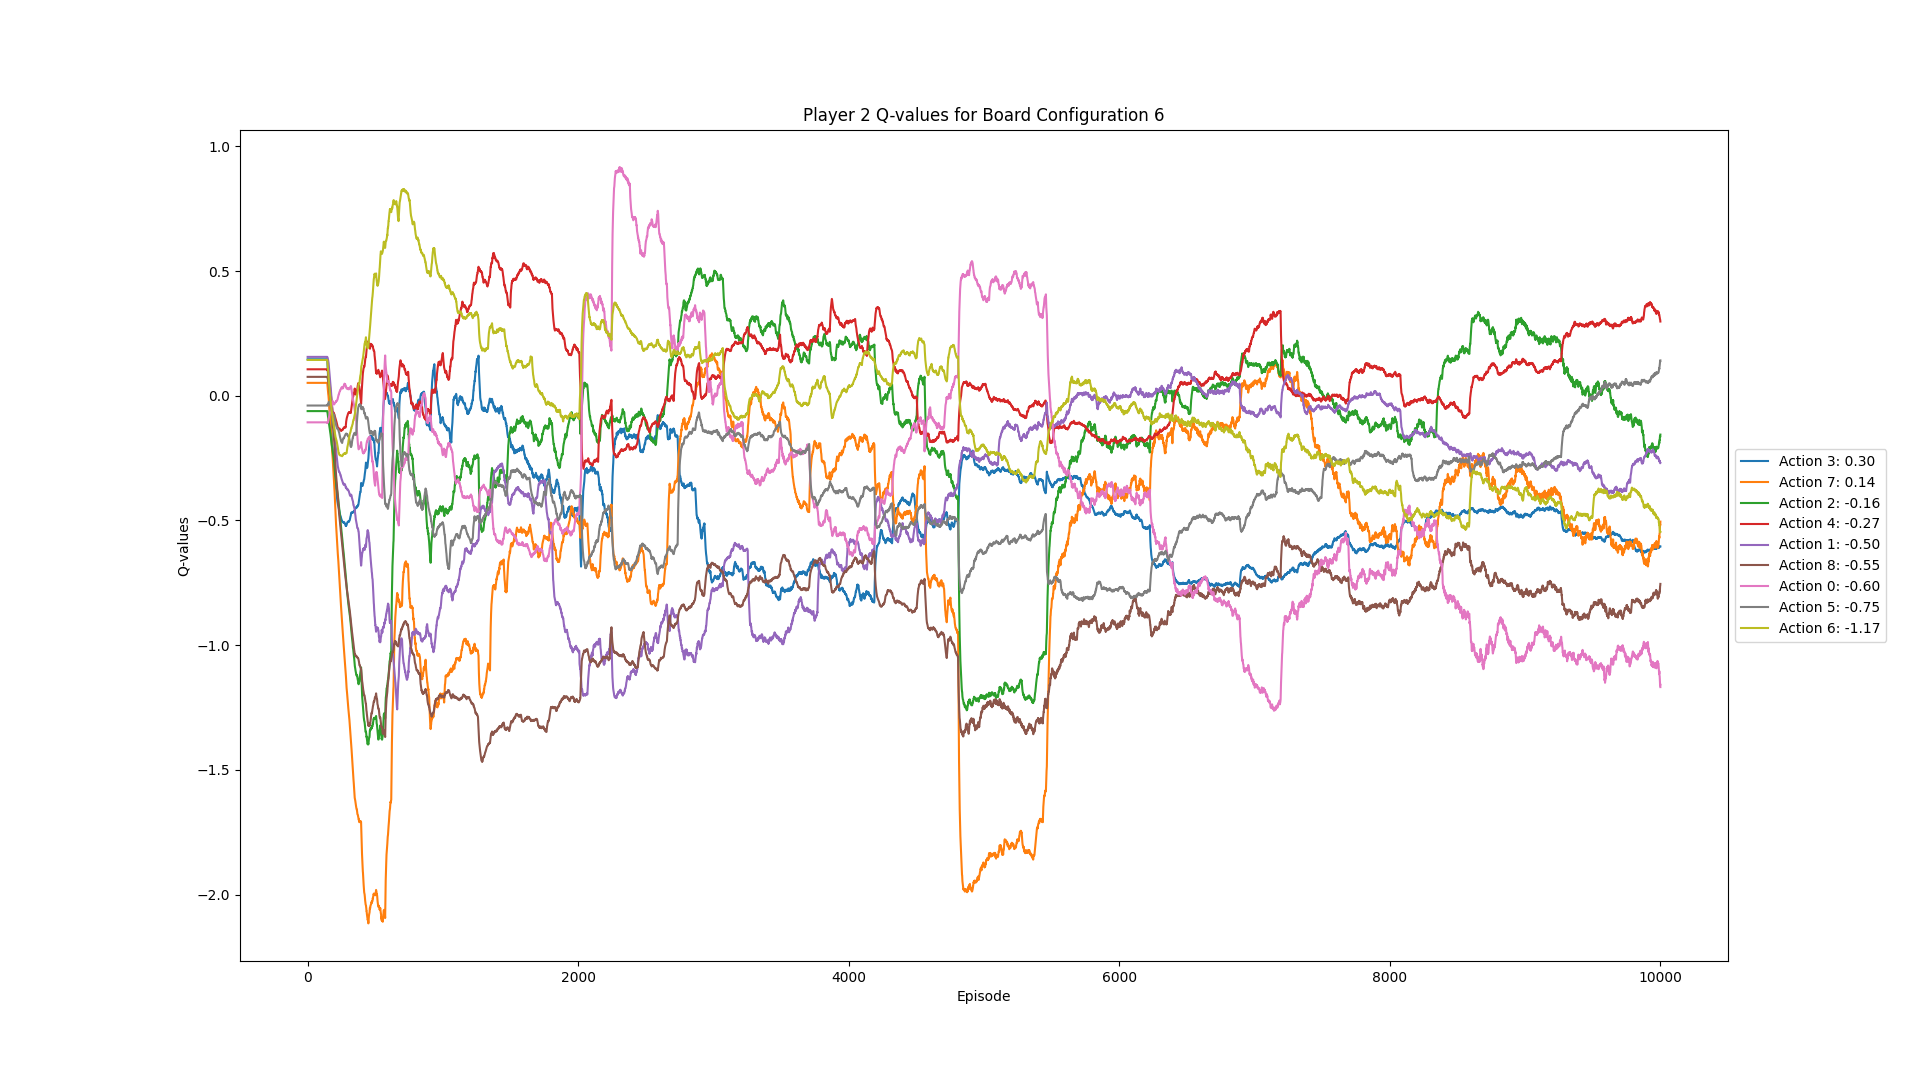 Player 2 Q-values for Board Configuration 6
1.0
0.5
0.0
−0.5
−1.0
−1.5
−2.0
Q-values
0 2000 4000 6000 8000 10000
Episode
Action 3: 0.30
Action 7: 0.14
Action 2: -0.16
Action 4: -0.27
Action 1: -0.50
Action 8: -0.55
Action 0: -0.60
Action 5: -0.75
Action 6: -1.17